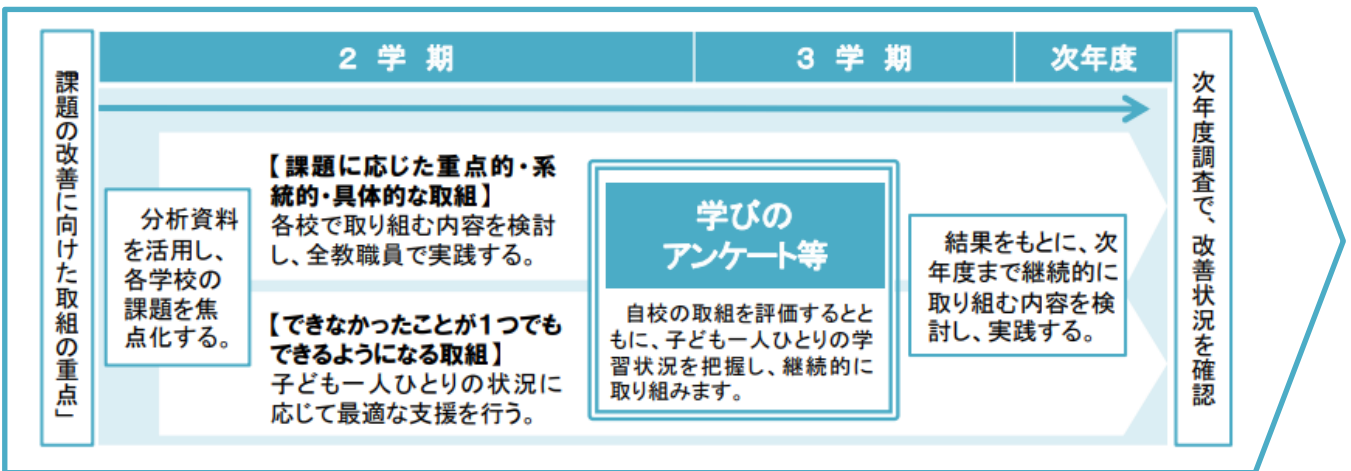 課題の改善に向けた取組の重点」
2 学 期
3 学 期
次年度
分析資料
を活用し、
各学校の
課題を焦
点化する。
【課題に応じた重点的・系
統的・具体的な取組】
各校で取り組む内容を検討
し、全教職員で実践する。
【できなかったことが1つでも
できるようになる取組】
子ども一人ひとりの状況に
応じて最適な支援を行う。
学びの
アンケート等
自校の取組を評価するとと
もに、子ども一人ひとりの学
習状況を把握し、継続的に
取り組みます。
結果をもとに、次
年度まで継続的に
取り組む内容を検
討し、実践する。
次年度調査で、改善状況を確認